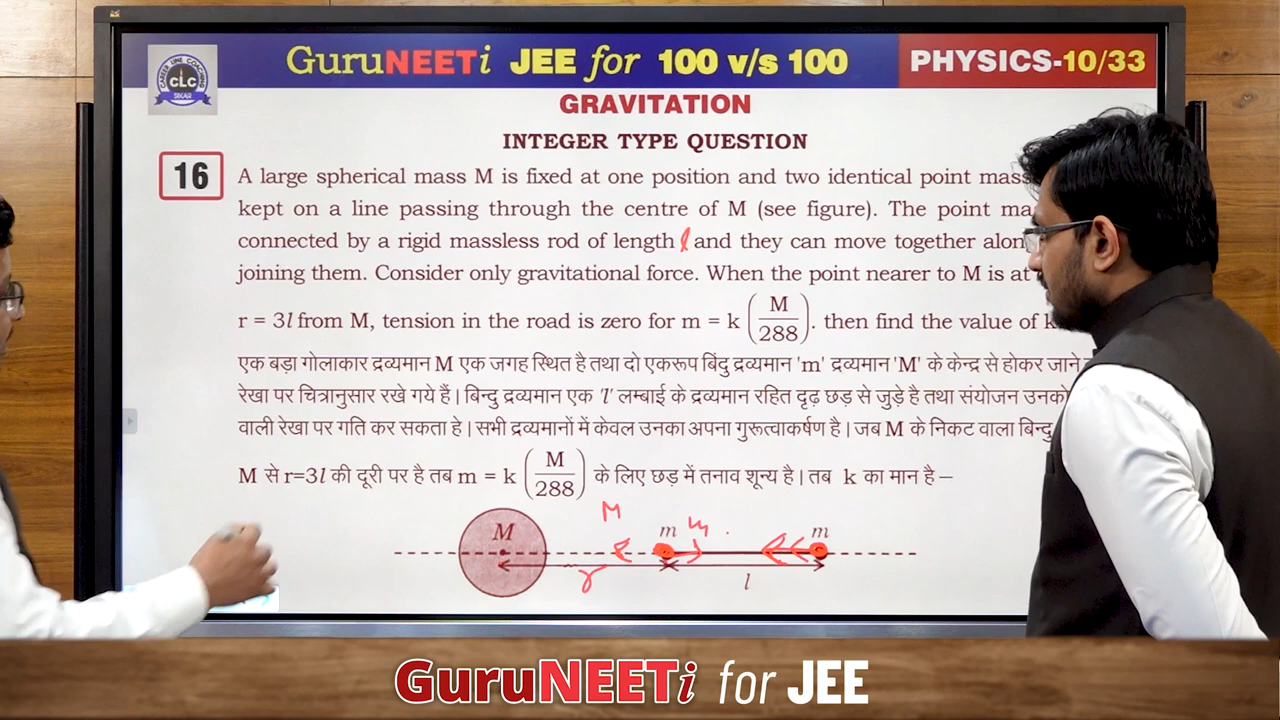 CAREER LINE COACHING
CLC
SIKAR
GuruNEETi JEE for 100 v/s 100
PHYSICS-10/33
GRAVITATION
INTEGER TYPE QUESTION
16
A large spherical mass M is fixed at one position and two identical point mass
kept on a line passing through the centre of M (see figure). The point ma
connected by a rigid massless rod of length l and they can move together alon
joining them. Consider only gravitational force. When the point nearer to M is at
r = 3l from M, tension in the road is zero for m = k (M/288). then find the value of k
एक बड़ा गोलाकार द्रव्यमान M एक जगह स्थित है तथा दो एकरूप बिंदु द्रव्यमान 'm' द्रव्यमान 'M' के केन्द्र से होकर जाने
रेखा पर चित्रानुसार रखे गये हैं। बिन्दु द्रव्यमान एक 'l' लम्बाई के द्रव्यमान रहित दृढ़ छड़ से जुड़े है तथा संयोजन उनको
वाली रेखा पर गति कर सकता हे। सभी द्रव्यमानों में केवल उनका अपना गुरूत्वाकर्षण है। जब M के निकट वाला बिन्दु
M से r=3l की दूरी पर है तब m = k (M/288) के लिए छड़ में तनाव शून्य है। तब k का मान है –
M
M m m m
r l
GuruNEETi for JEE